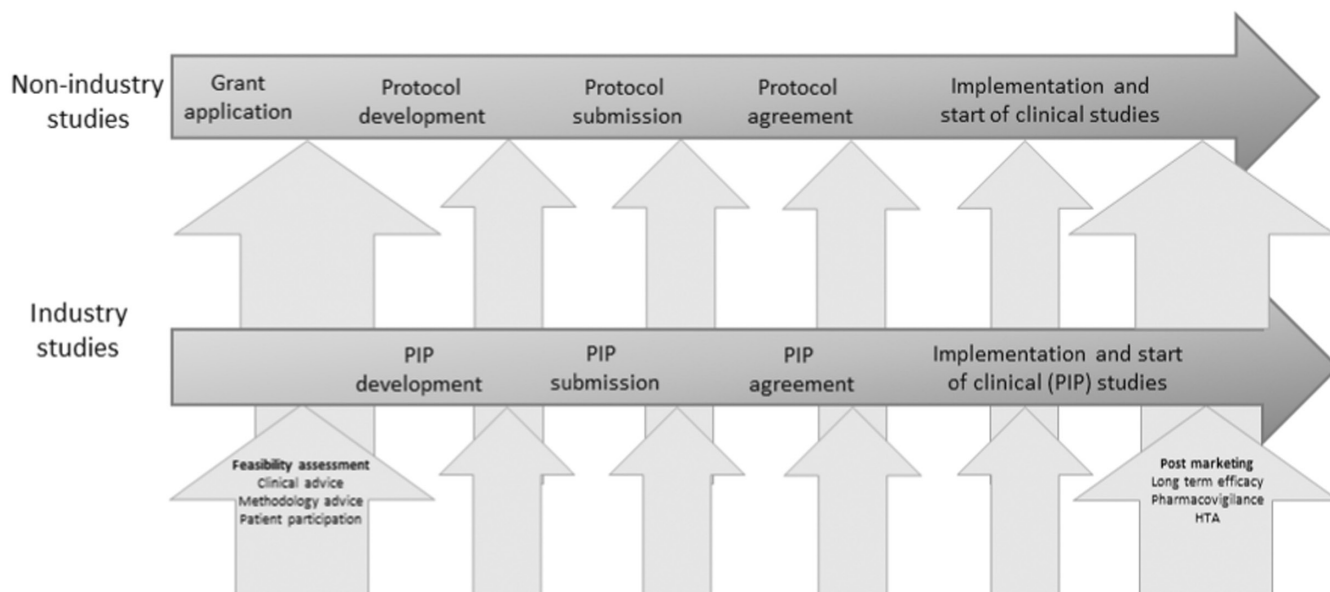 Non-industry
studies
Grant
application
Protocol
development
Protocol
submission
Protocol
agreement
Implementation and
start of clinical studies
Industry
studies
PIP
development
PIP
submission
PIP
agreement
Implementation and start
of clinical (PIP) studies
Feasibility assessment
Clinical advice
Methodology advice
Patient participation
Post marketing
Long term efficacy
Pharmacovigilance
HTA